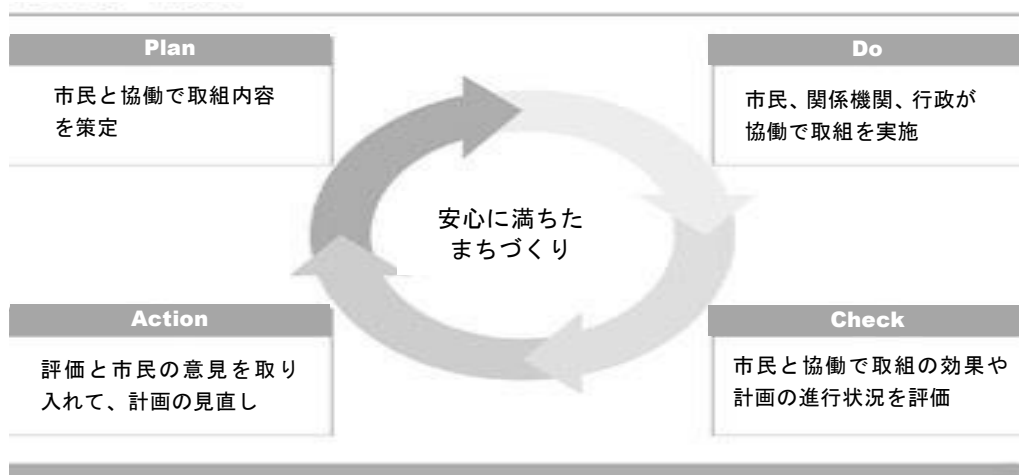 Plan
市民と協働で取組内容
を策定
Do
市民、関係機関、行政が
協働で取組を実施
安心に満ちた
まちづくり
Action
評価と市民の意見を取り
入れて、計画の見直し
Check
市民と協働で取組の効果や
計画の進行状況を評価